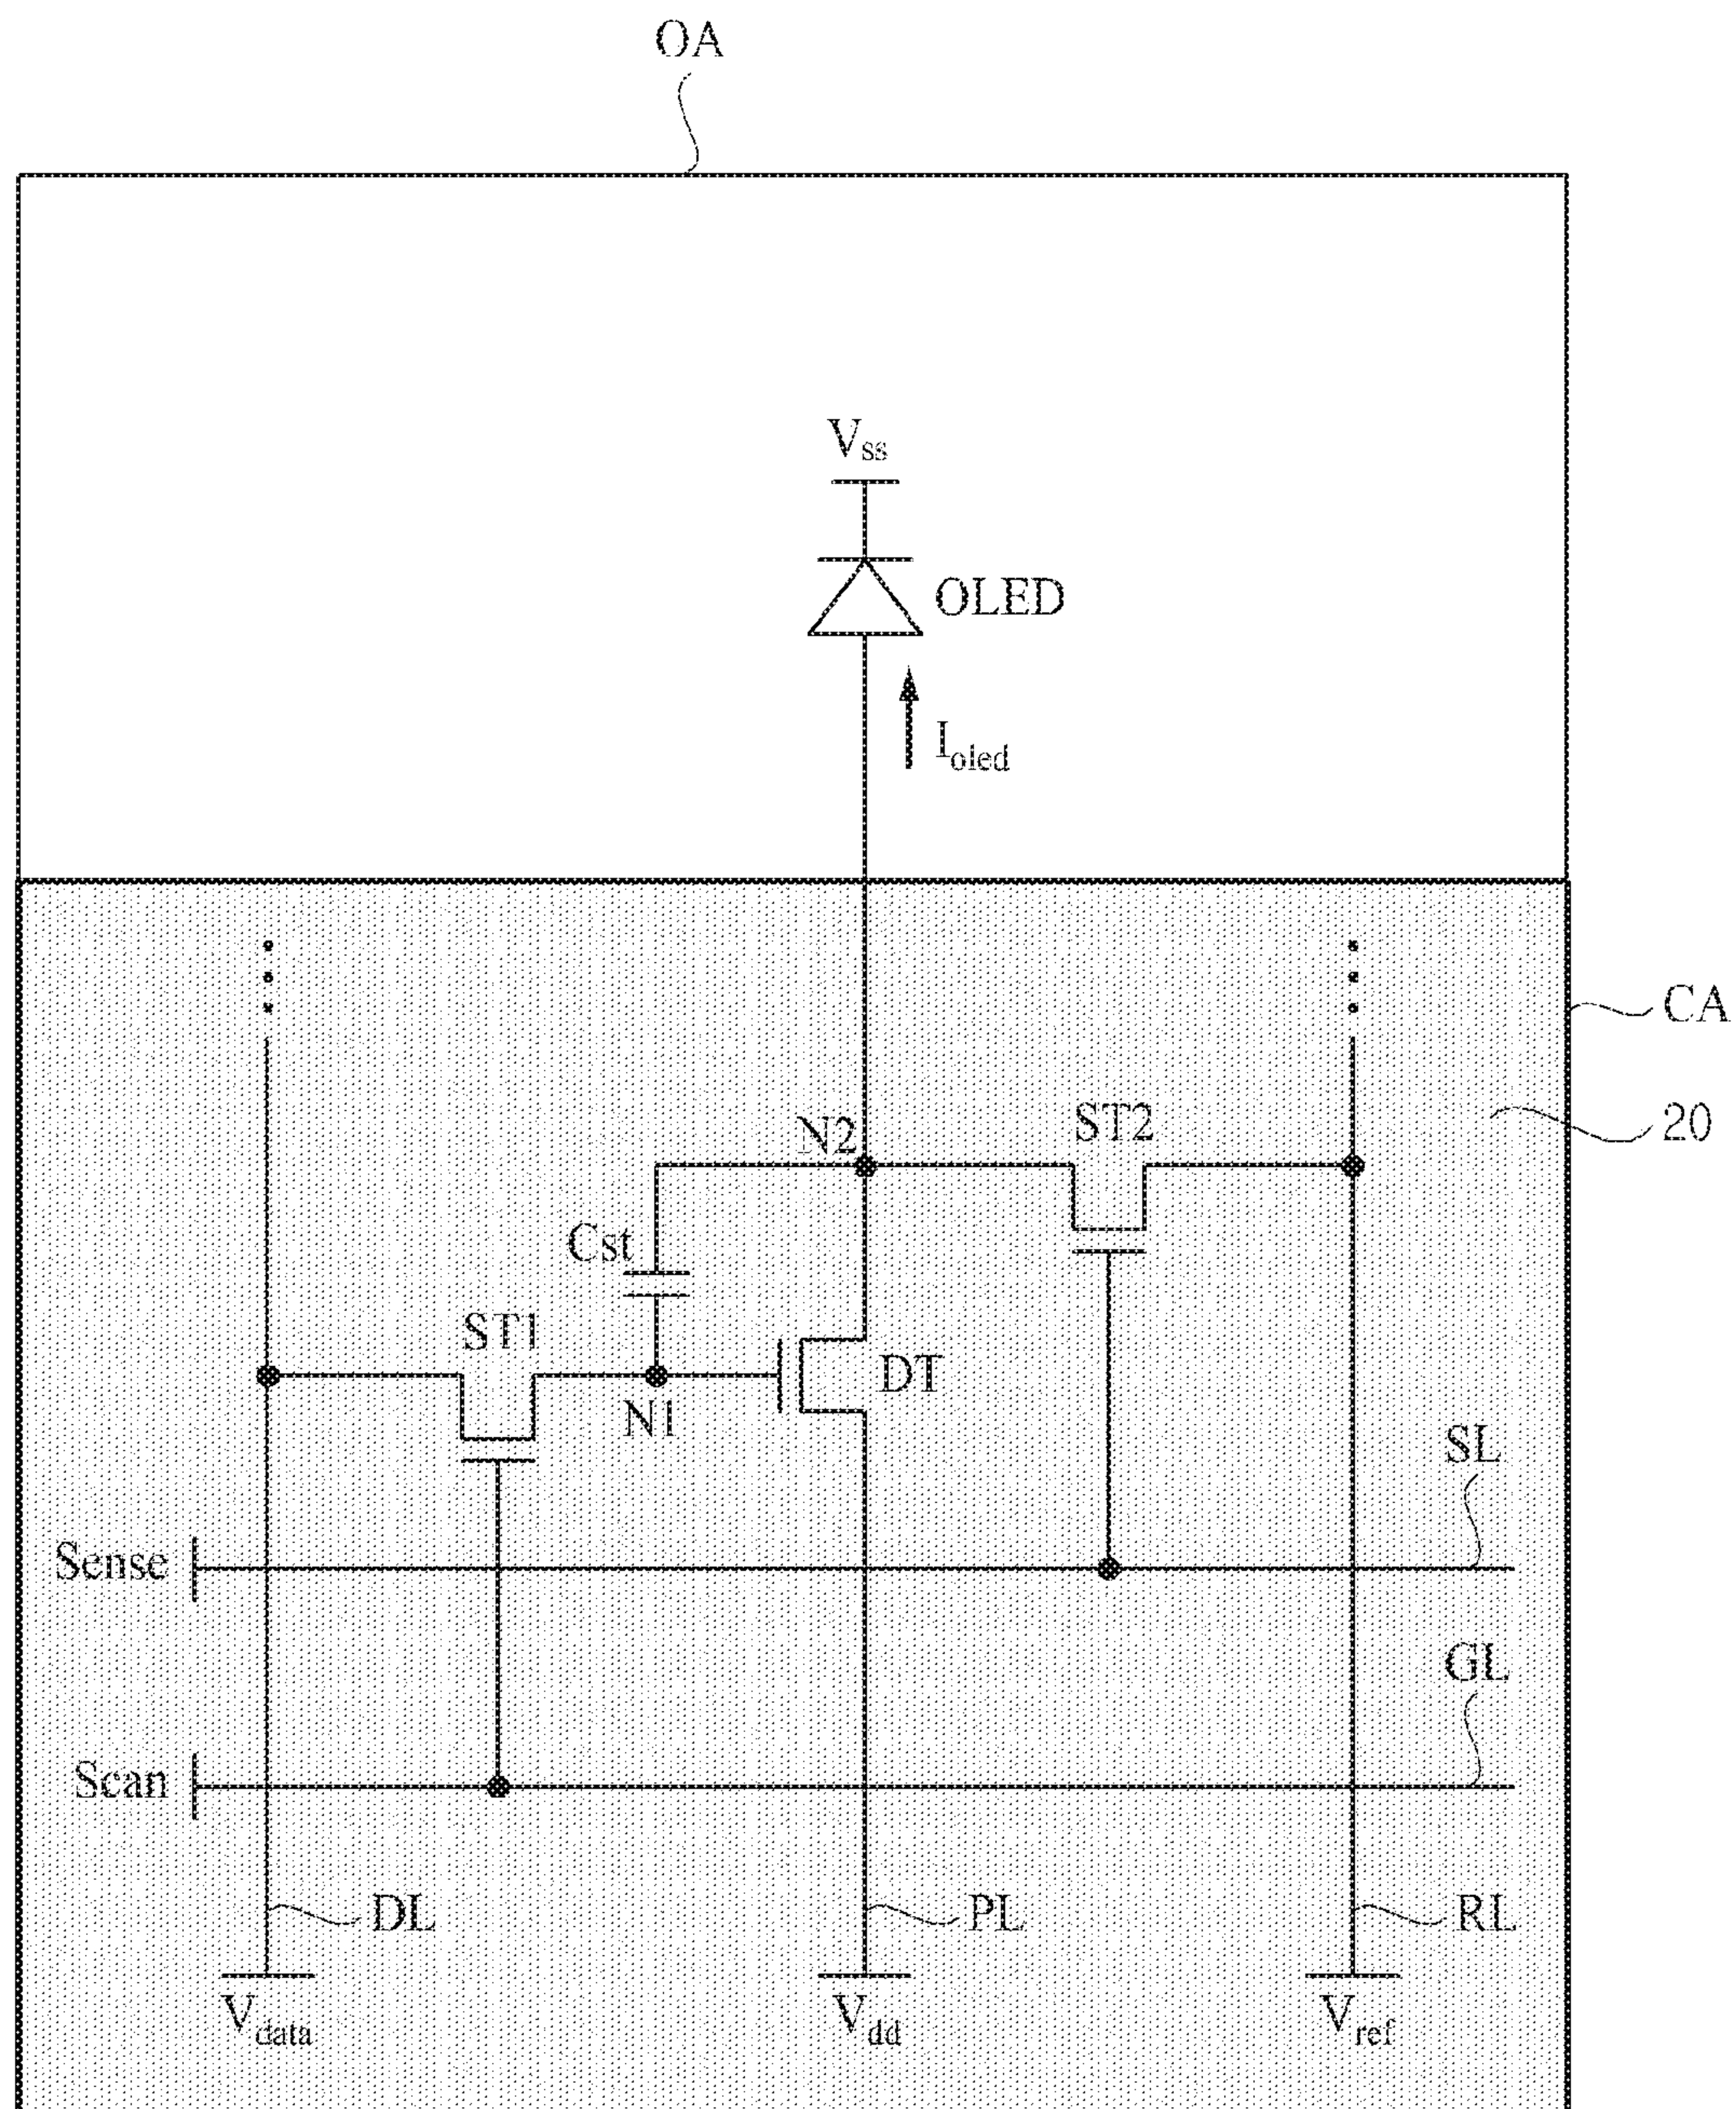 OA
Vss
OLED
Ioled
CA
20
N2
ST2
Cst
ST1
DT
N1
SL
Sense
GL
Scan
DL
PL
RL
Vdata
Vdd
Vref